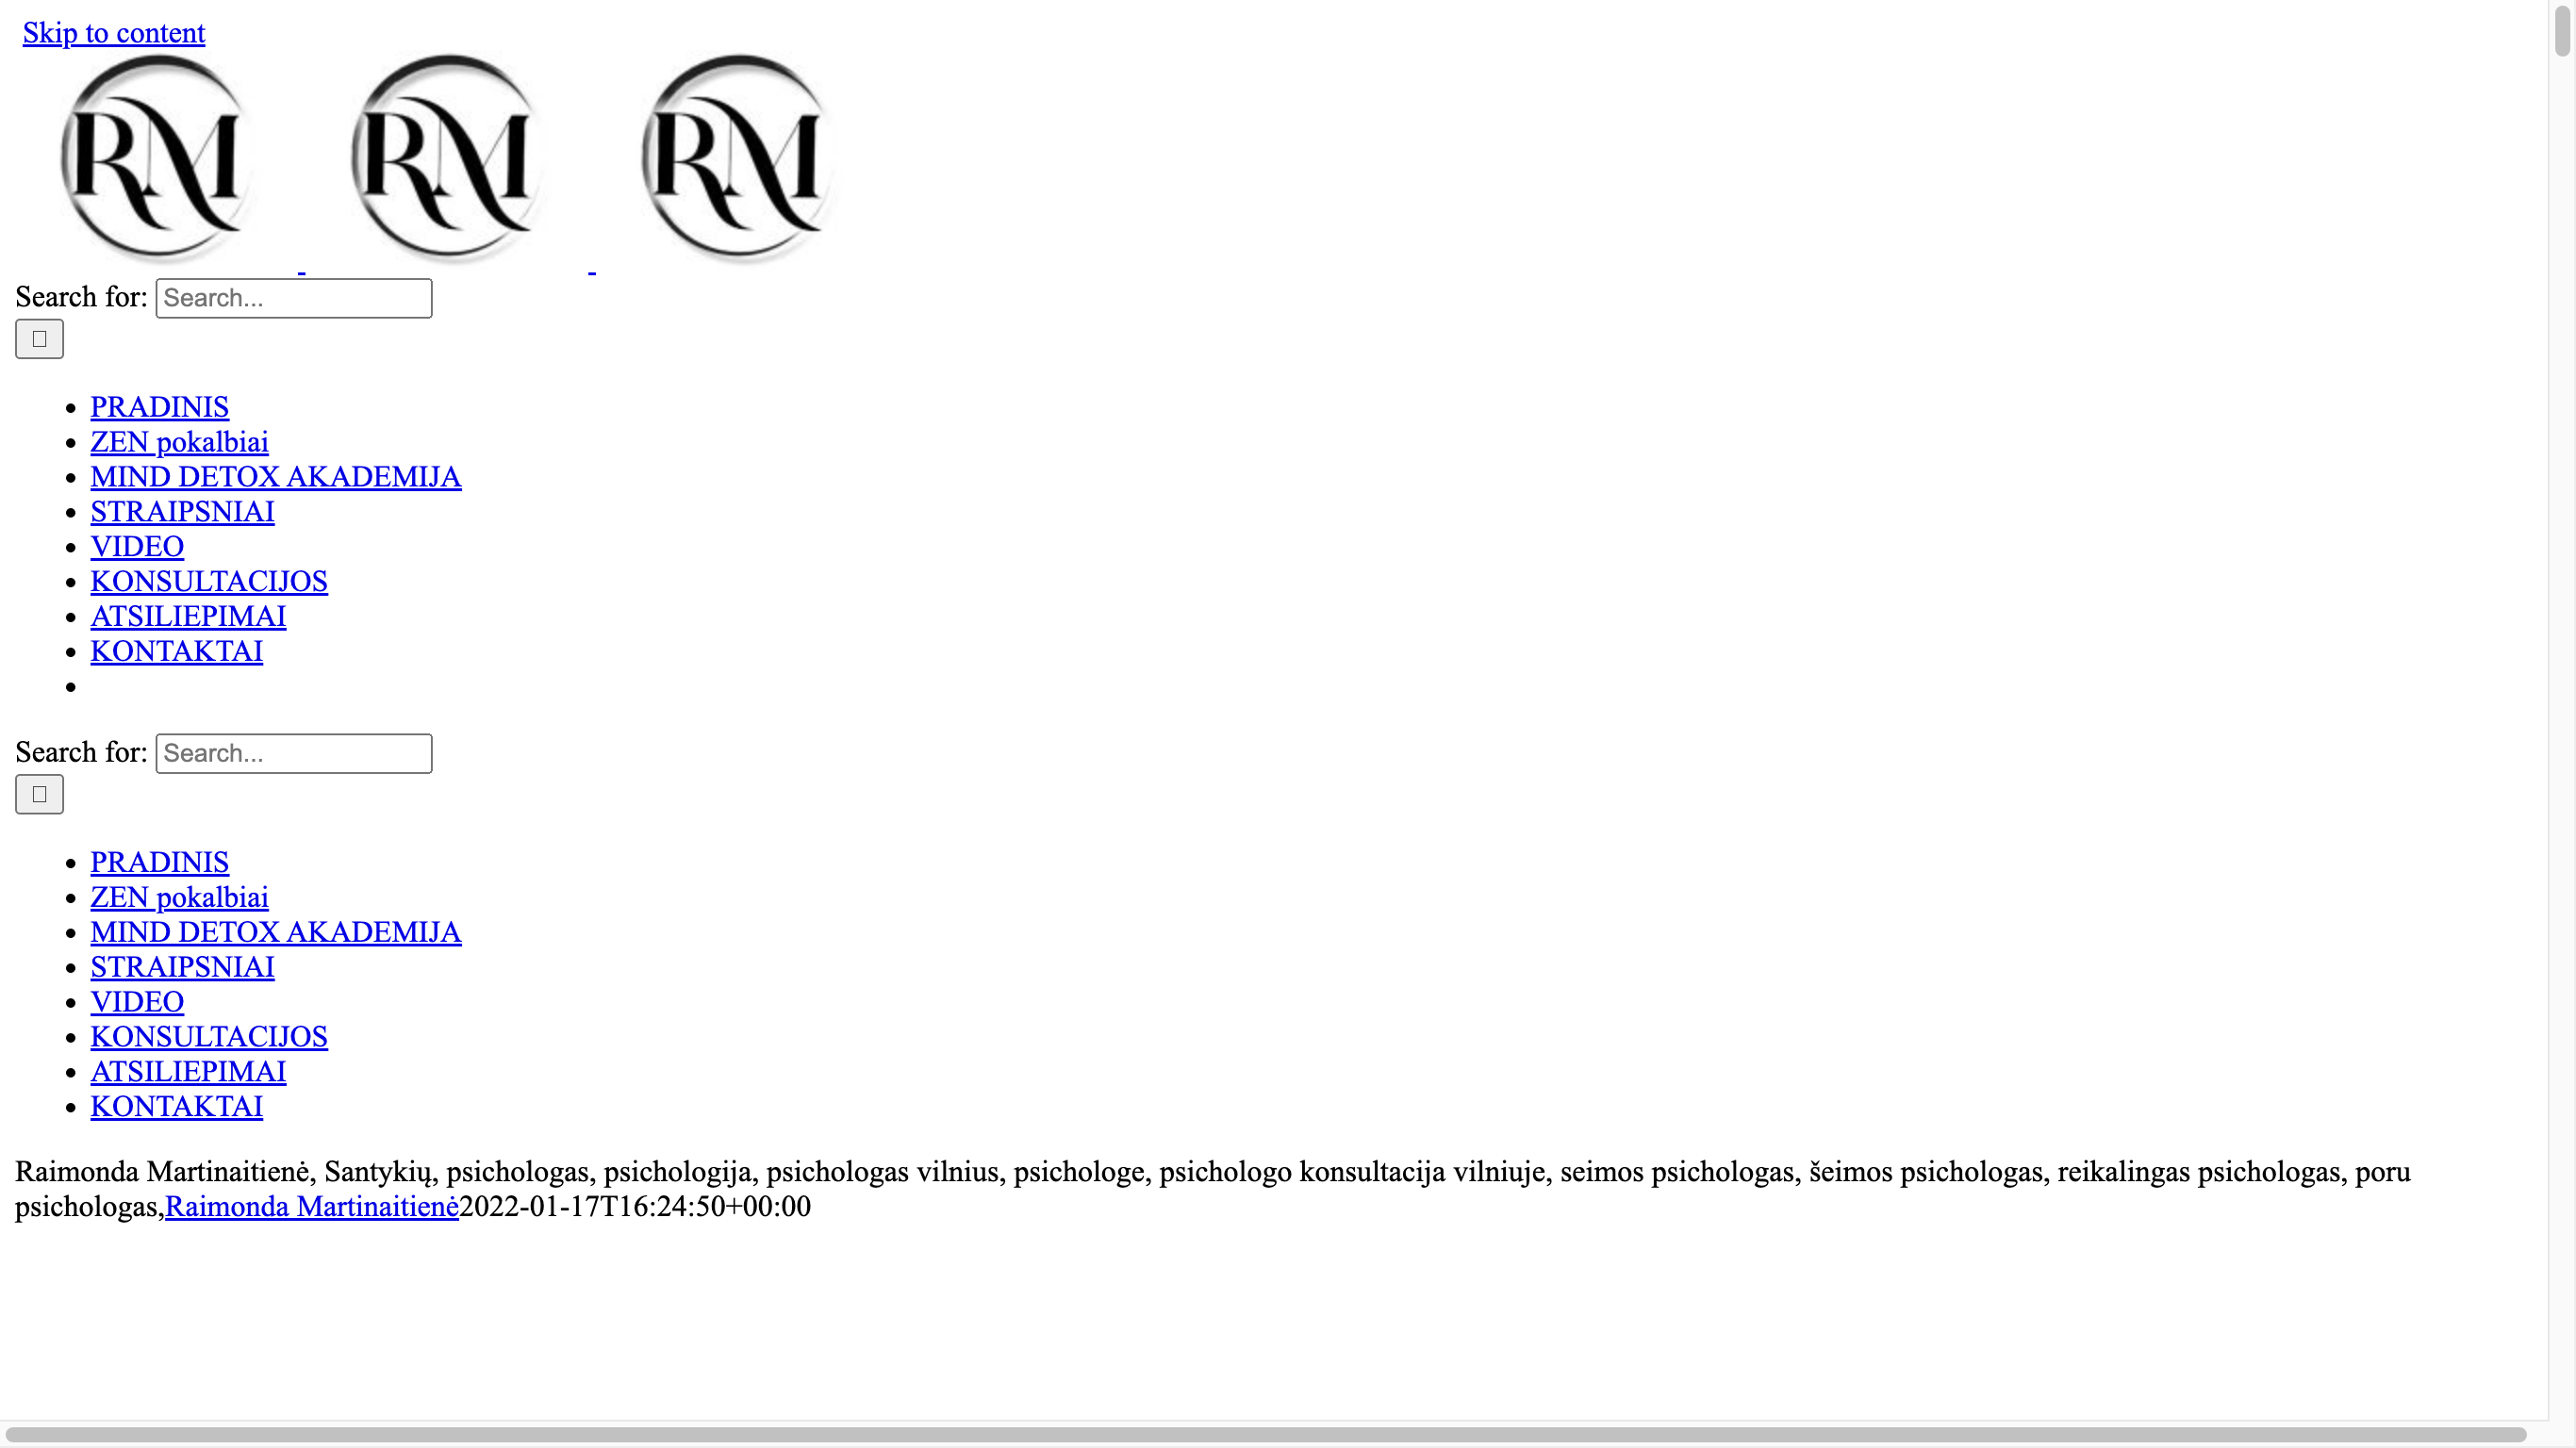 Skip to content
RM RM RM
Search for: Search...
PRADINIS
ZEN pokalbiai
MIND DETOX AKADEMIJA
STRAIPSNIAI
VIDEO
KONSULTACIJOS
ATSILIEPIMAI
KONTAKTAI
Search for: Search...
PRADINIS
ZEN pokalbiai
MIND DETOX AKADEMIJA
STRAIPSNIAI
VIDEO
KONSULTACIJOS
ATSILIEPIMAI
KONTAKTAI
Raimonda Martinaitienė, Santykių, psichologas, psichologija, psichologas vilnius, psichologe, psichologo konsultacija vilniuje, seimos psichologas, šeimos psichologas, reikalingas psichologas, poru
psichologas,Raimonda Martinaitienė2022-01-17T16:24:50+00:00